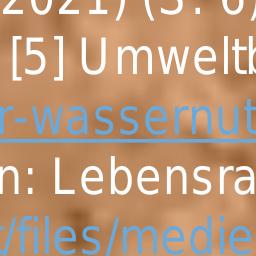 2021) (S. 6)
[5] Umweltb
r-wassernut
n: Lebensra
t/files/medie